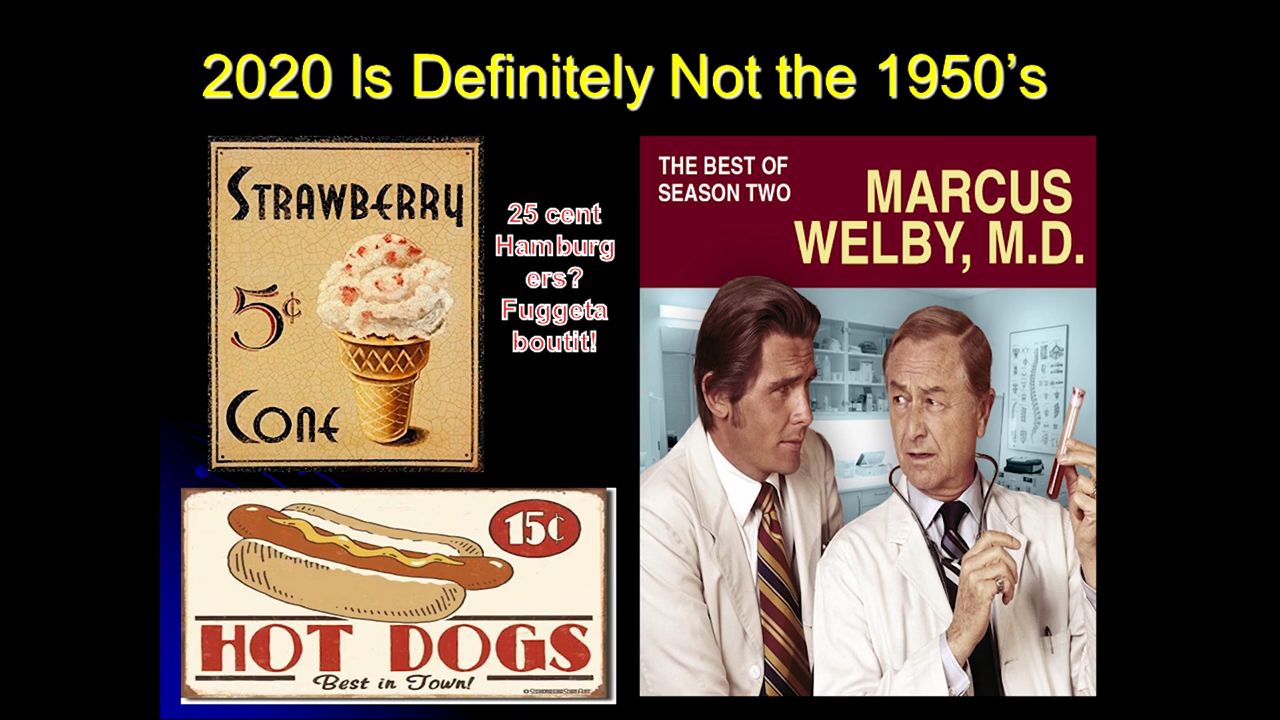 2020 Is Definitely Not the 1950's
STRAWBERRY
5¢
CONE
25 cent
Hamburg
ers?
Fuggeta
boutit!
THE BEST OF
SEASON TWO
MARCUS
WELBY, M.D.
15¢
HOT DOGS
Best in Town!